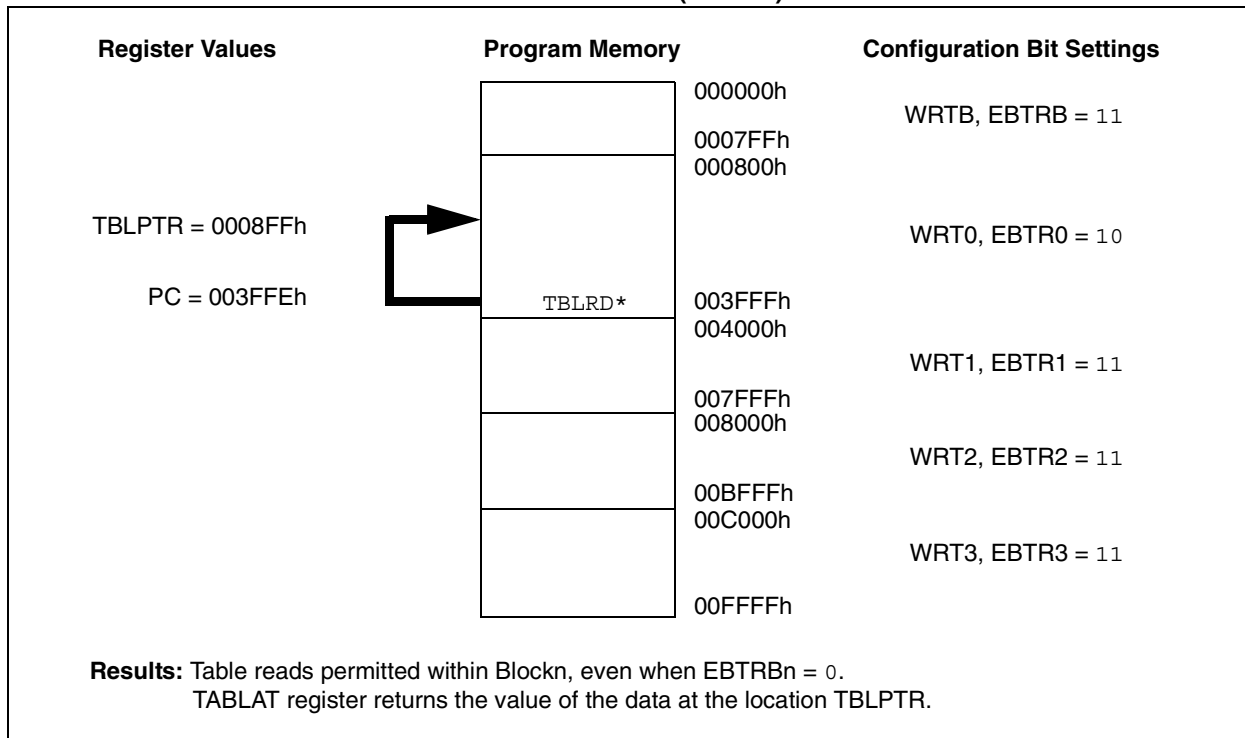 Register Values Program Memory Configuration Bit Settings
000000h
WRTB, EBTRB = 11
0007FFh
000800h
TBLPTR = 0008FFh
WRT0, EBTR0 = 10
PC = 003FFEh
TBLRD* 003FFFh
004000h
WRT1, EBTR1 = 11
007FFFh
008000h
WRT2, EBTR2 = 11
00BFFFh
00C000h
WRT3, EBTR3 = 11
00FFFFh
Results: Table reads permitted within Blockn, even when EBTRBn = 0.
TABLAT register returns the value of the data at the location TBLPTR.